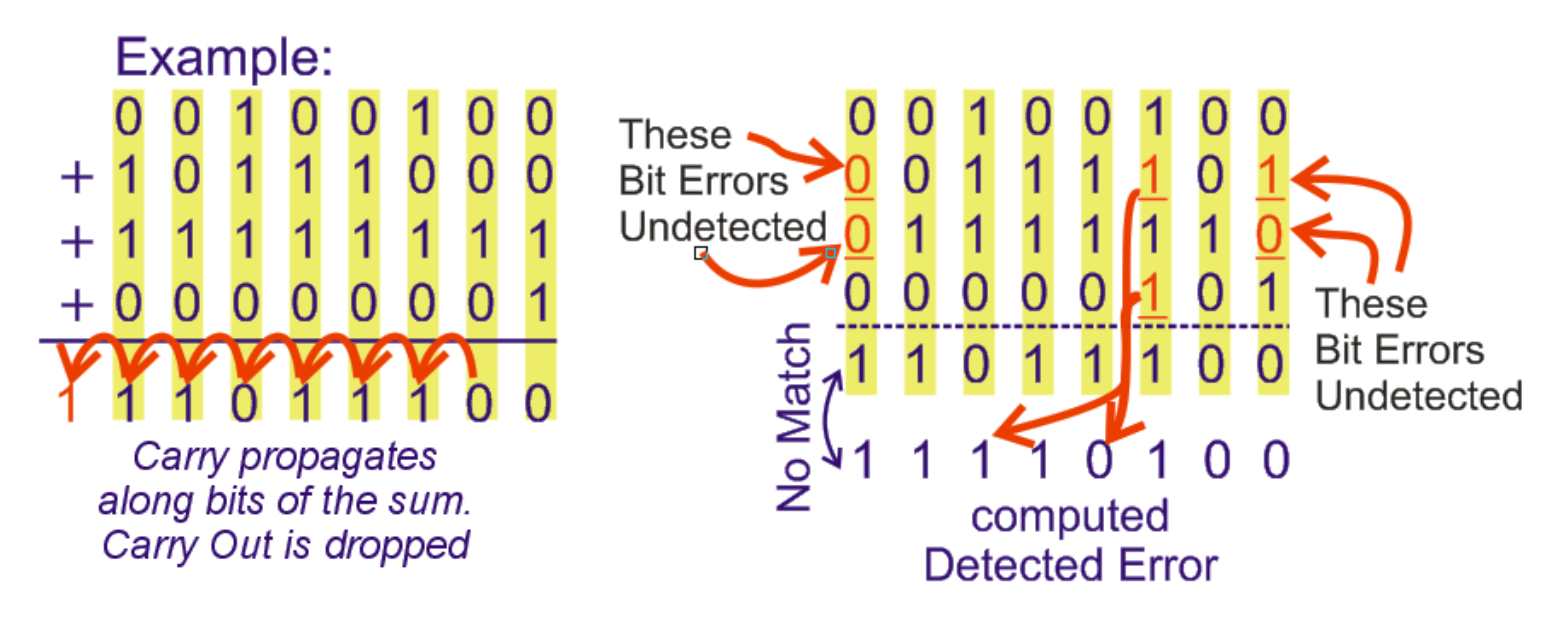 Example:
0 0 1 0 0 1 0 0
+ 1 0 1 1 1 0 0 0
+ 1 1 1 1 1 1 1 1
+ 0 0 0 0 0 0 0 1
1 1 1 0 1 1 1 0 0
Carry propagates
along bits of the sum.
Carry Out is dropped
These
Bit Errors
Undetected
0 0 1 0 0 1 0 0
0 0 1 1 1 1 0 1
0 1 1 1 1 1 1 0
0 0 0 0 0 1 0 1
1 1 0 1 1 1 0 0
No Match
1 1 1 1 0 1 0 0
computed
Detected Error
These
Bit Errors
Undetected